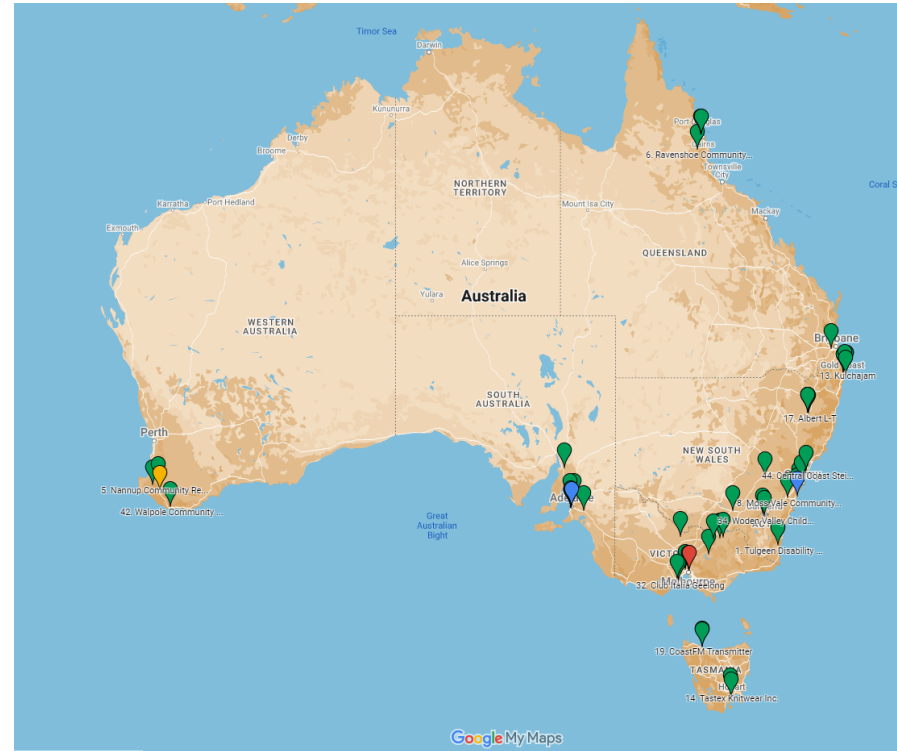 Timor Sea
Darwin
Kununurra
Derby
Broome
Port Hedland
Karratha
Exmouth
Port Douglas
Cairns
6. Ravenshoe Community...
Townsville
City
Coral S
NORTHERN
TERRITORY
Mount Isa City
Mackay
QUEENSLAND
Alice Springs
Yulara
Australia
WESTERN
AUSTRALIA
Brisbane
Gold Coast
13. Kulchajam
SOUTH
AUSTRALIA
17. Albert L-T
Perth
NEW SOUTH
WALES
44. Central Coast Stei...
5. Nannup Community Re...
42. Walpole Community ...
Adelaide
8. Moss Vale Community...
34. Woden Valley Child...
Great
Australian
Bight
1. Tulgeen Disability ...
VICTORIA
Melbourne
32. Club Italia Geelong
19. CoastFM Transmitter
TASMANIA
Hobart
14. Tastex Knitwear Inc
Google My Maps